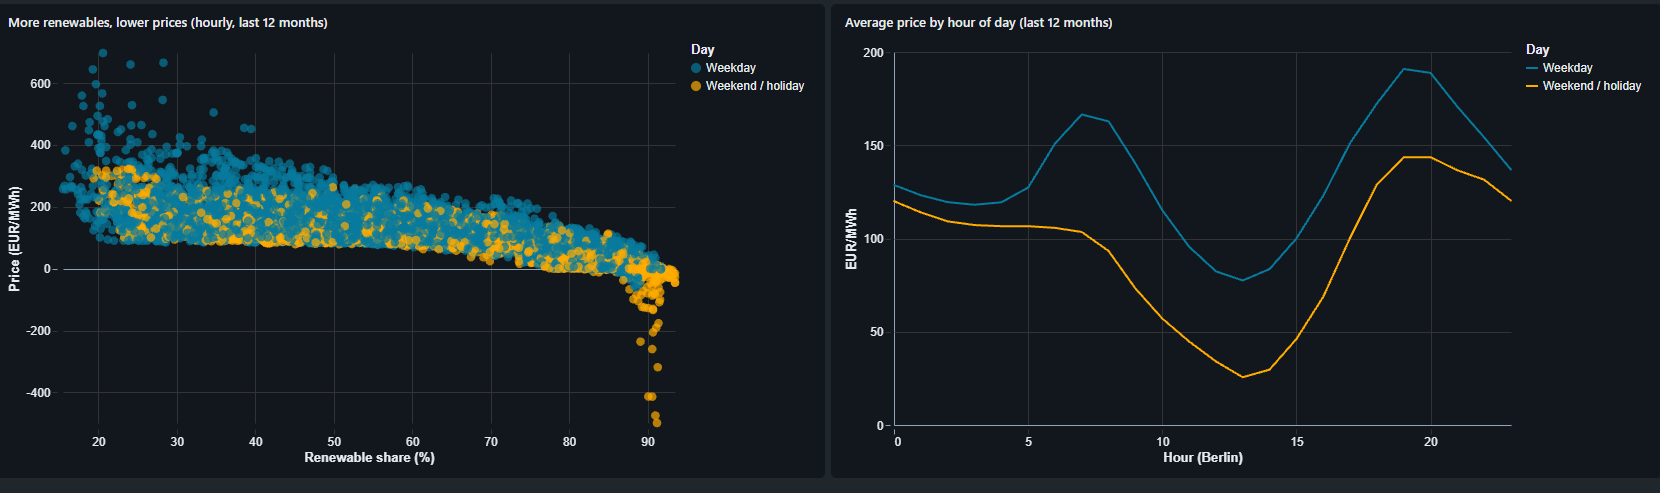 More renewables, lower prices (hourly, last 12 months)
Day
Weekday
Weekend / holiday
600
400
200
0
-200
-400
Price (EUR/MWh)
20 30 40 50 60 70 80 90
Renewable share (%)
Average price by hour of day (last 12 months)
Day
Weekday
Weekend / holiday
200
150
100
50
0
EUR/MWh
0 5 10 15 20
Hour (Berlin)